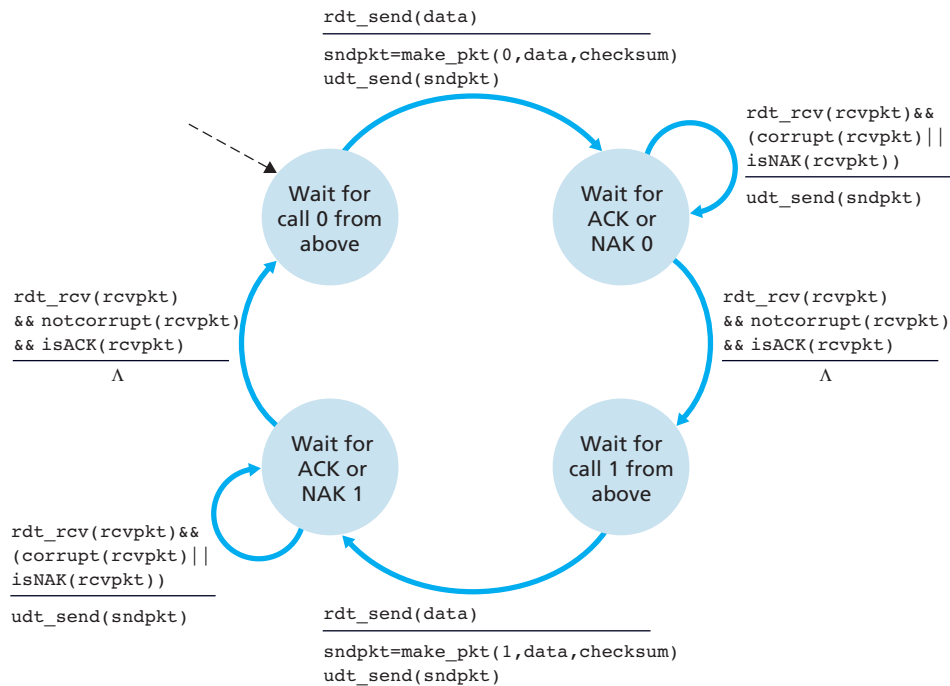 rdt_send(data)
sndpkt=make_pkt(0,data,checksum)
udt_send(sndpkt)
rdt_rcv(rcvpkt)&&
(corrupt(rcvpkt)||
isNAK(rcvpkt))
udt_send(sndpkt)
Wait for
call 0 from
above
Wait for
ACK or
NAK 0
rdt_rcv(rcvpkt)
&& notcorrupt(rcvpkt)
&& isACK(rcvpkt)
Λ
rdt_rcv(rcvpkt)
&& notcorrupt(rcvpkt)
&& isACK(rcvpkt)
Λ
Wait for
ACK or
NAK 1
Wait for
call 1 from
above
rdt_rcv(rcvpkt)&&
(corrupt(rcvpkt)||
isNAK(rcvpkt))
udt_send(sndpkt)
rdt_send(data)
sndpkt=make_pkt(1,data,checksum)
udt_send(sndpkt)